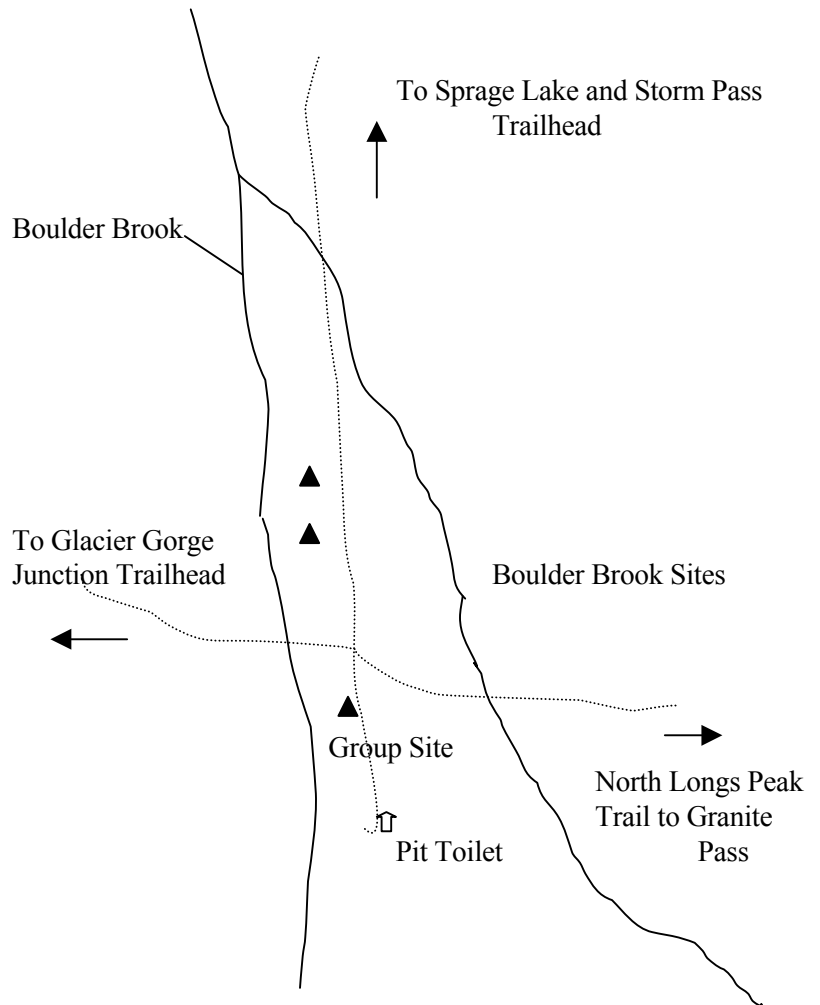 To Sprage Lake and Storm Pass
Trailhead
Boulder Brook
To Glacier Gorge
Junction Trailhead
Boulder Brook Sites
Group Site
North Longs Peak
Trail to Granite
Pass
Pit Toilet